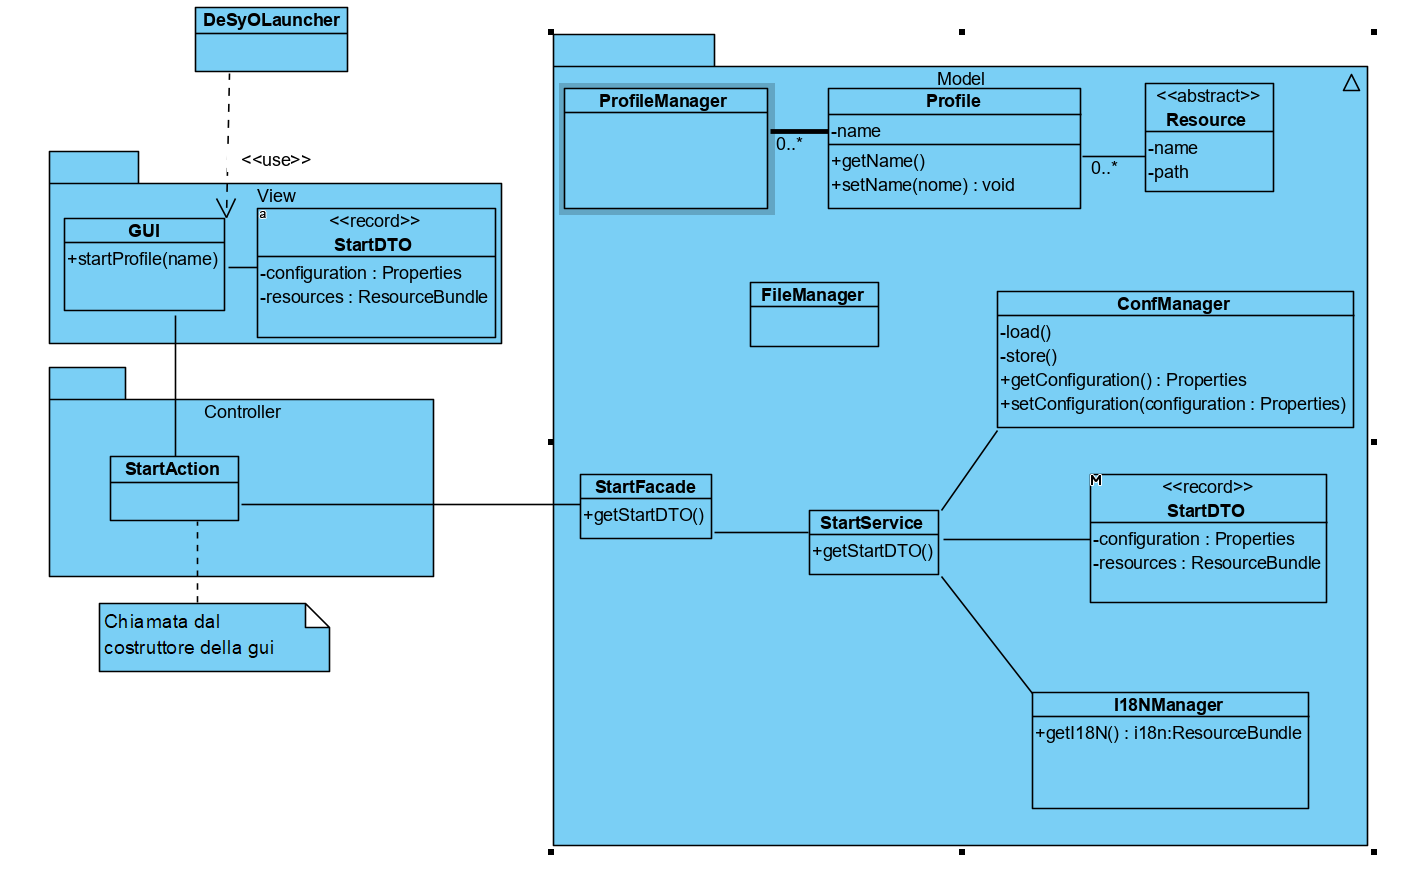 DeSyOLauncher
<<use>>
View
GUI
+startProfile(name)
a
<<record>>
StartDTO
-configuration : Properties
-resources : ResourceBundle
Controller
StartAction
Chiamata dal
costruttore della gui
Model
ProfileManager
0..*
Profile
-name
+getName()
+setName(nome) : void
0..*
<<abstract>>
Resource
-name
-path
FileManager
ConfManager
-load()
-store()
+getConfiguration() : Properties
+setConfiguration(configuration : Properties)
StartFacade
+getStartDTO()
StartService
+getStartDTO()
M
<<record>>
StartDTO
-configuration : Properties
-resources : ResourceBundle
I18NManager
+getI18N() : i18n:ResourceBundle